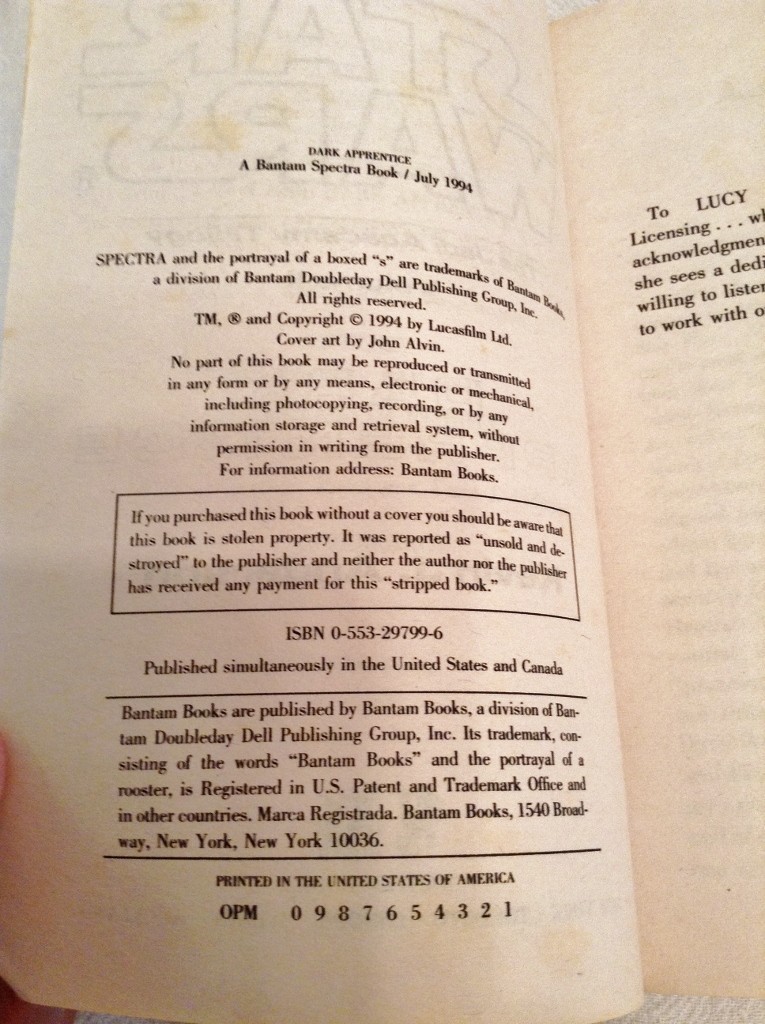 DARK APPRENTICE
A Bantam Spectra Book / July 1994
SPECTRA and the portrayal of a boxed “s” are trademarks of Bantam Books,
a division of Bantam Doubleday Dell Publishing Group, Inc.
All rights reserved.
TM, ® and Copyright © 1994 by Lucasfilm Ltd.
Cover art by John Alvin.
No part of this book may be reproduced or transmitted
in any form or by any means, electronic or mechanical,
including photocopying, recording, or by any
information storage and retrieval system, without
permission in writing from the publisher.
For information address: Bantam Books.
If you purchased this book without a cover you should be aware that
this book is stolen property. It was reported as “unsold and de-
stroyed” to the publisher and neither the author nor the publisher
has received any payment for this “stripped book.”
ISBN 0-553-29799-6
Published simultaneously in the United States and Canada
Bantam Books are published by Bantam Books, a division of Ban-
tam Doubleday Dell Publishing Group, Inc. Its trademark, con-
sisting of the words “Bantam Books” and the portrayal of a
rooster, is Registered in U.S. Patent and Trademark Office and
in other countries. Marca Registrada. Bantam Books, 1540 Broad-
way, New York, New York 10036.
PRINTED IN THE UNITED STATES OF AMERICA
OPM 0 9 8 7 6 5 4 3 2 1
To LUCY
Licensing . . .
she sees a
willing to
to work with